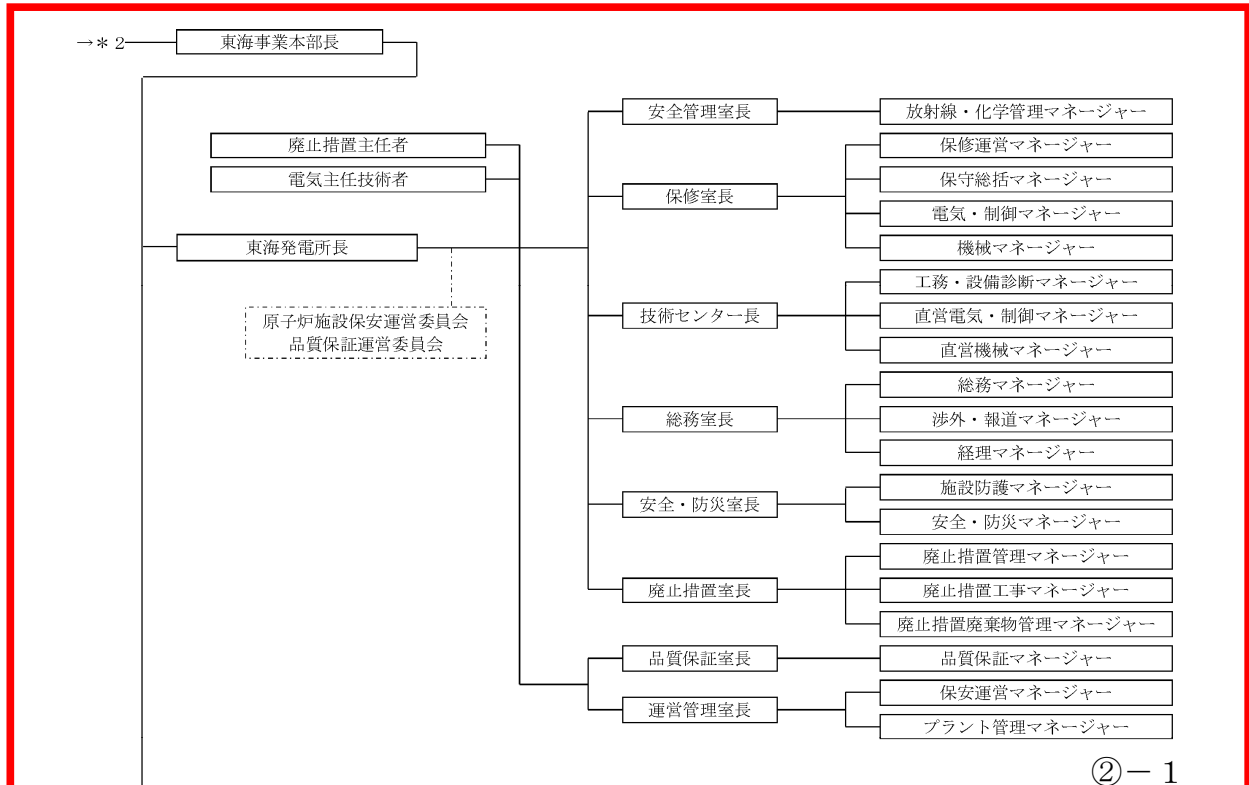 →＊2
東海事業本部長
安全管理室長
放射線・化学管理マネージャー
廃止措置主任者
電気主任技術者
保修室長
保修運営マネージャー
保守総括マネージャー
電気・制御マネージャー
機械マネージャー
東海発電所長
原子炉施設保安運営委員会
品質保証運営委員会
技術センター長
工務・設備診断マネージャー
直営電気・制御マネージャー
直営機械マネージャー
総務室長
総務マネージャー
渉外・報道マネージャー
経理マネージャー
安全・防災室長
施設防護マネージャー
安全・防災マネージャー
廃止措置室長
廃止措置管理マネージャー
廃止措置工事マネージャー
廃止措置廃棄物管理マネージャー
品質保証室長
品質保証マネージャー
運営管理室長
保安運営マネージャー
プラント管理マネージャー
②－1